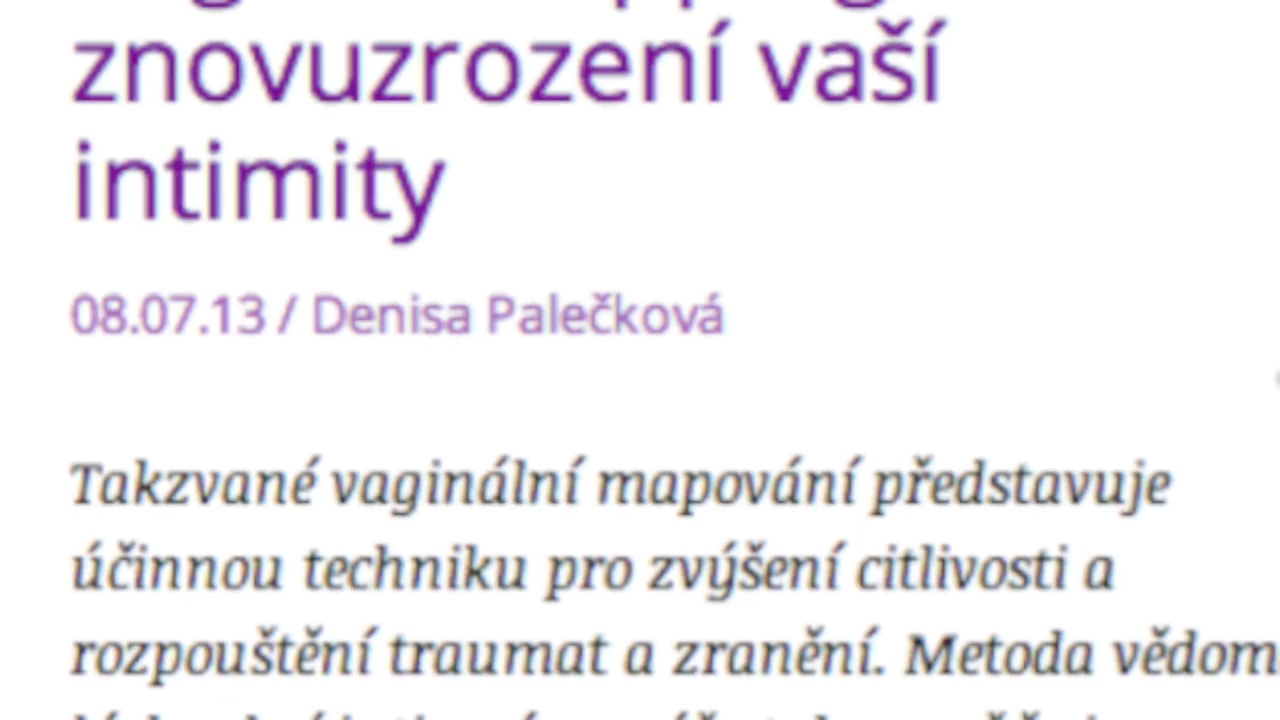 znovuzrození vaší
intimity
08.07.13 / Denisa Palečková
Takzvané vaginální mapování představuje
účinnou techniku pro zvýšení citlivosti a
rozpouštění traumat a zranění. Metoda vědom